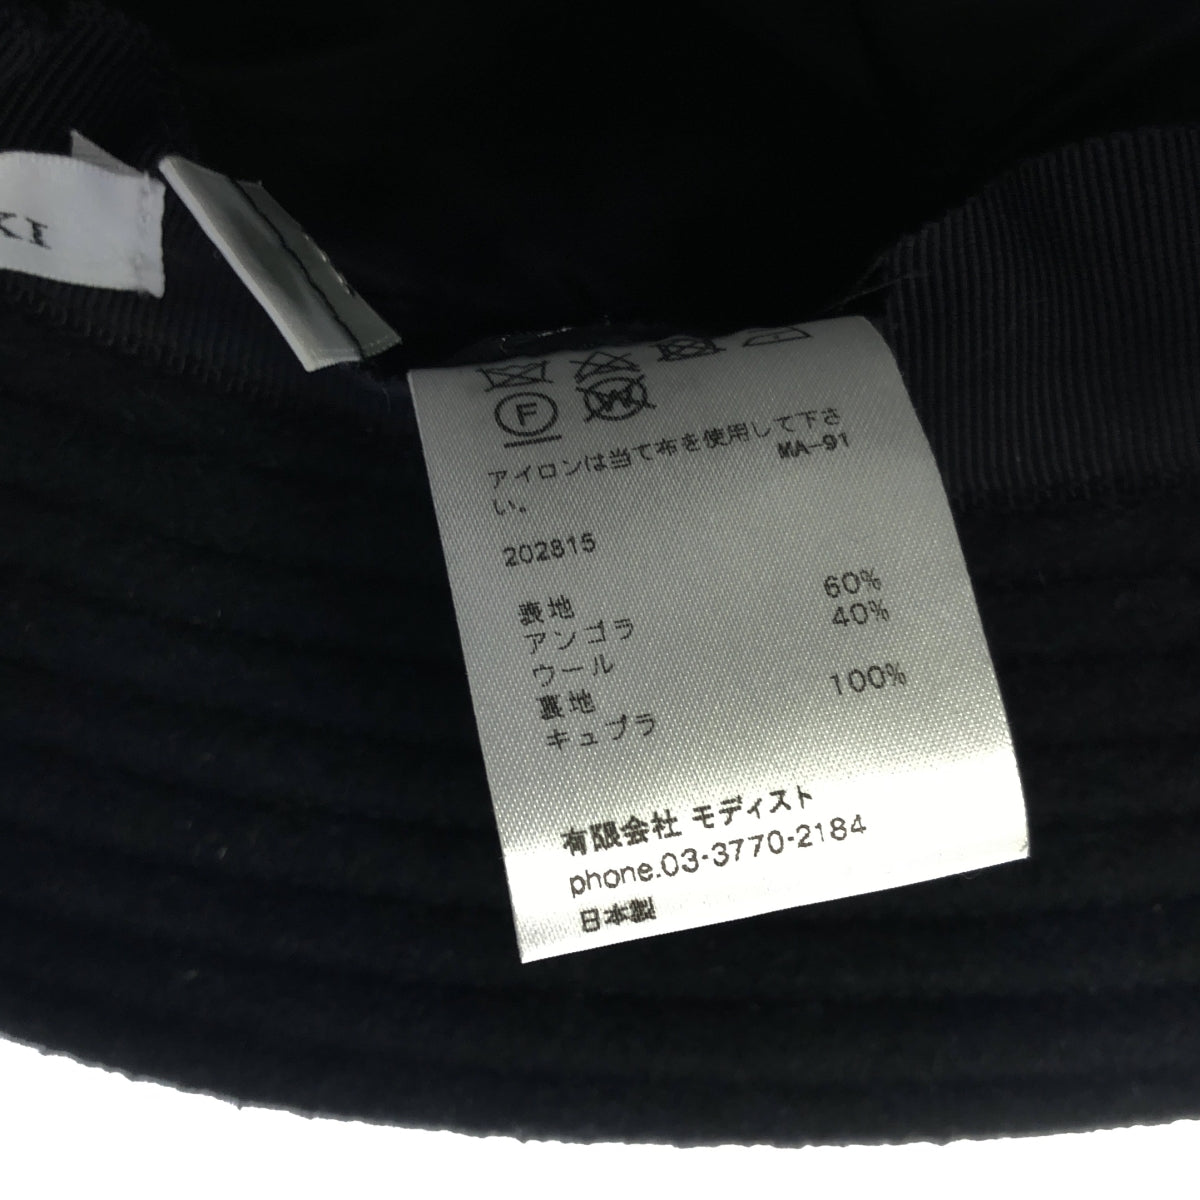 KI
F
W
アイロンは当て布を使用して下さ
い。
MA-91
202815
表地
アンゴラ 60%
ウール 40%
裏地
キュプラ 100%
有限会社 モディスト
phone.03-3770-2184
日本製